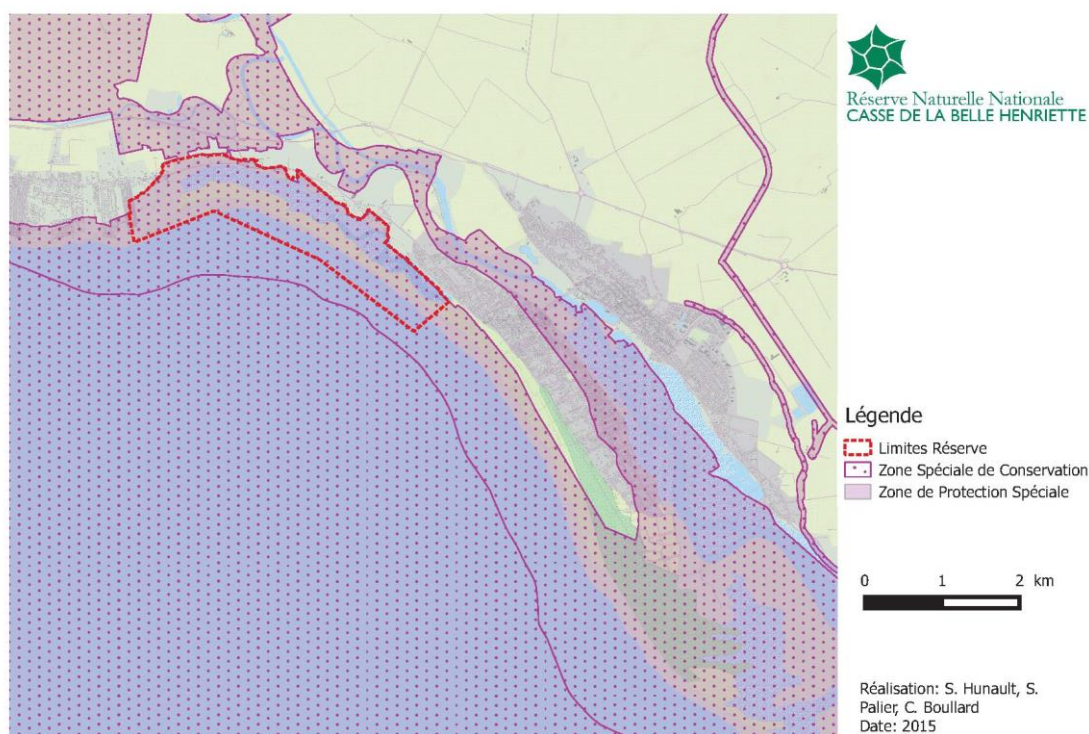 Réserve Naturelle Nationale
CASSE DE LA BELLE HENRIETTE
Légende
Limites Réserve
Zone Spéciale de Conservation
Zone de Protection Spéciale
0 1 2 km
Réalisation: S. Hunault, S.
Palier, C. Boullard
Date: 2015